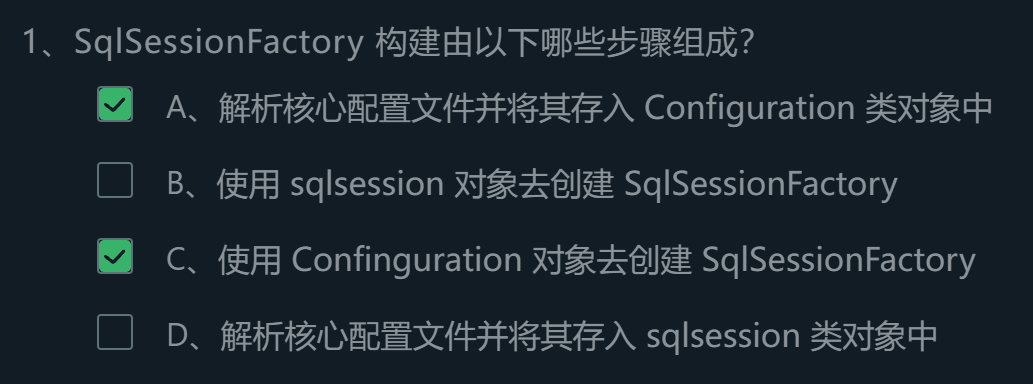 1、SqlSessionFactory 构建由以下哪些步骤组成?
A、解析核心配置文件并将其存入 Configuration 类对象中
B、使用 sqlsession 对象去创建 SqlSessionFactory
C、使用 Confinguration 对象去创建 SqlSessionFactory
D、解析核心配置文件并将其存入 sqlsession 类对象中